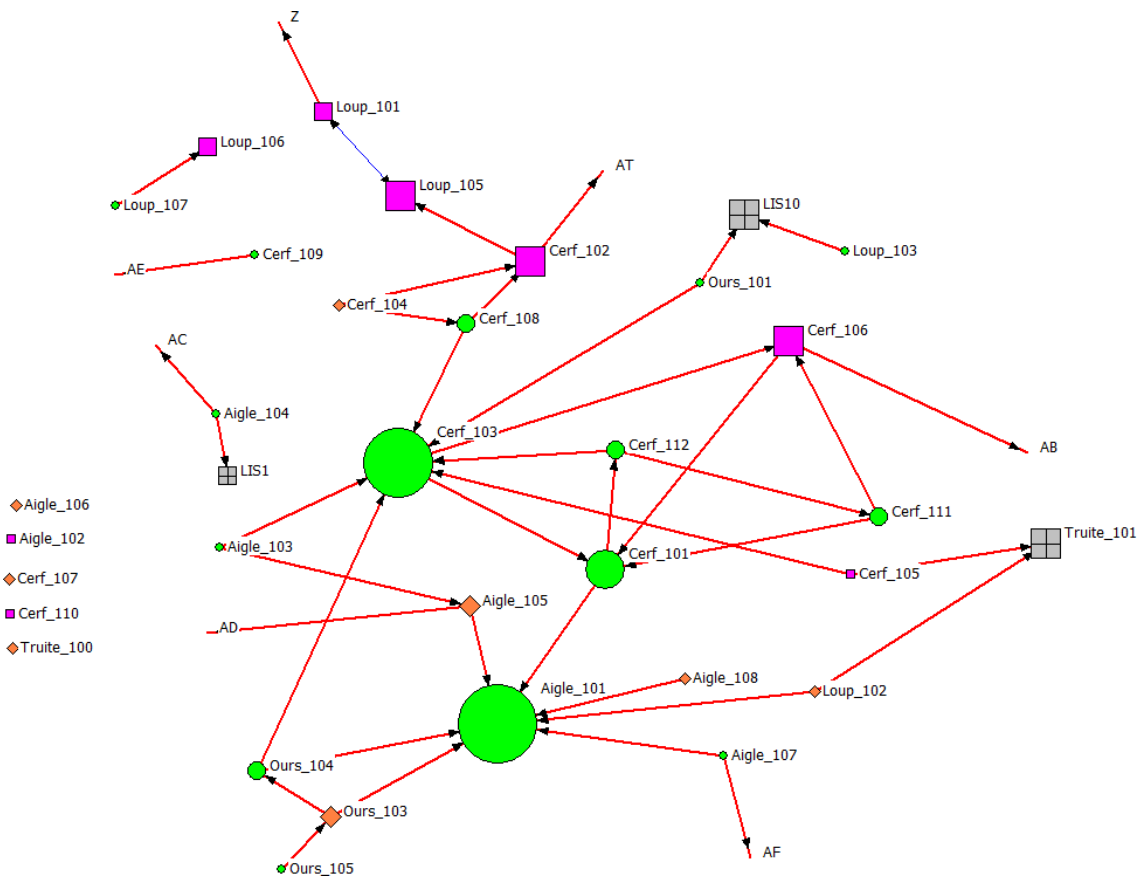 Z
Loup_101
Loup_106
AT
Loup_105
Loup_107
LIS10
Cerf_102
Loup_103
Cerf_109
AE
Ours_101
Cerf_104
Cerf_108
Cerf_106
AC
Aigle_104
Cerf_103
Cerf_112
AB
LIS1
Aigle_106
Cerf_111
Aigle_102
Truite_101
Aigle_103
Cerf_101
Cerf_105
Cerf_107
Aigle_105
Cerf_110
AD
Truite_100
Aigle_108
Aigle_101
Loup_102
Aigle_107
Ours_104
Ours_103
AF
Ours_105